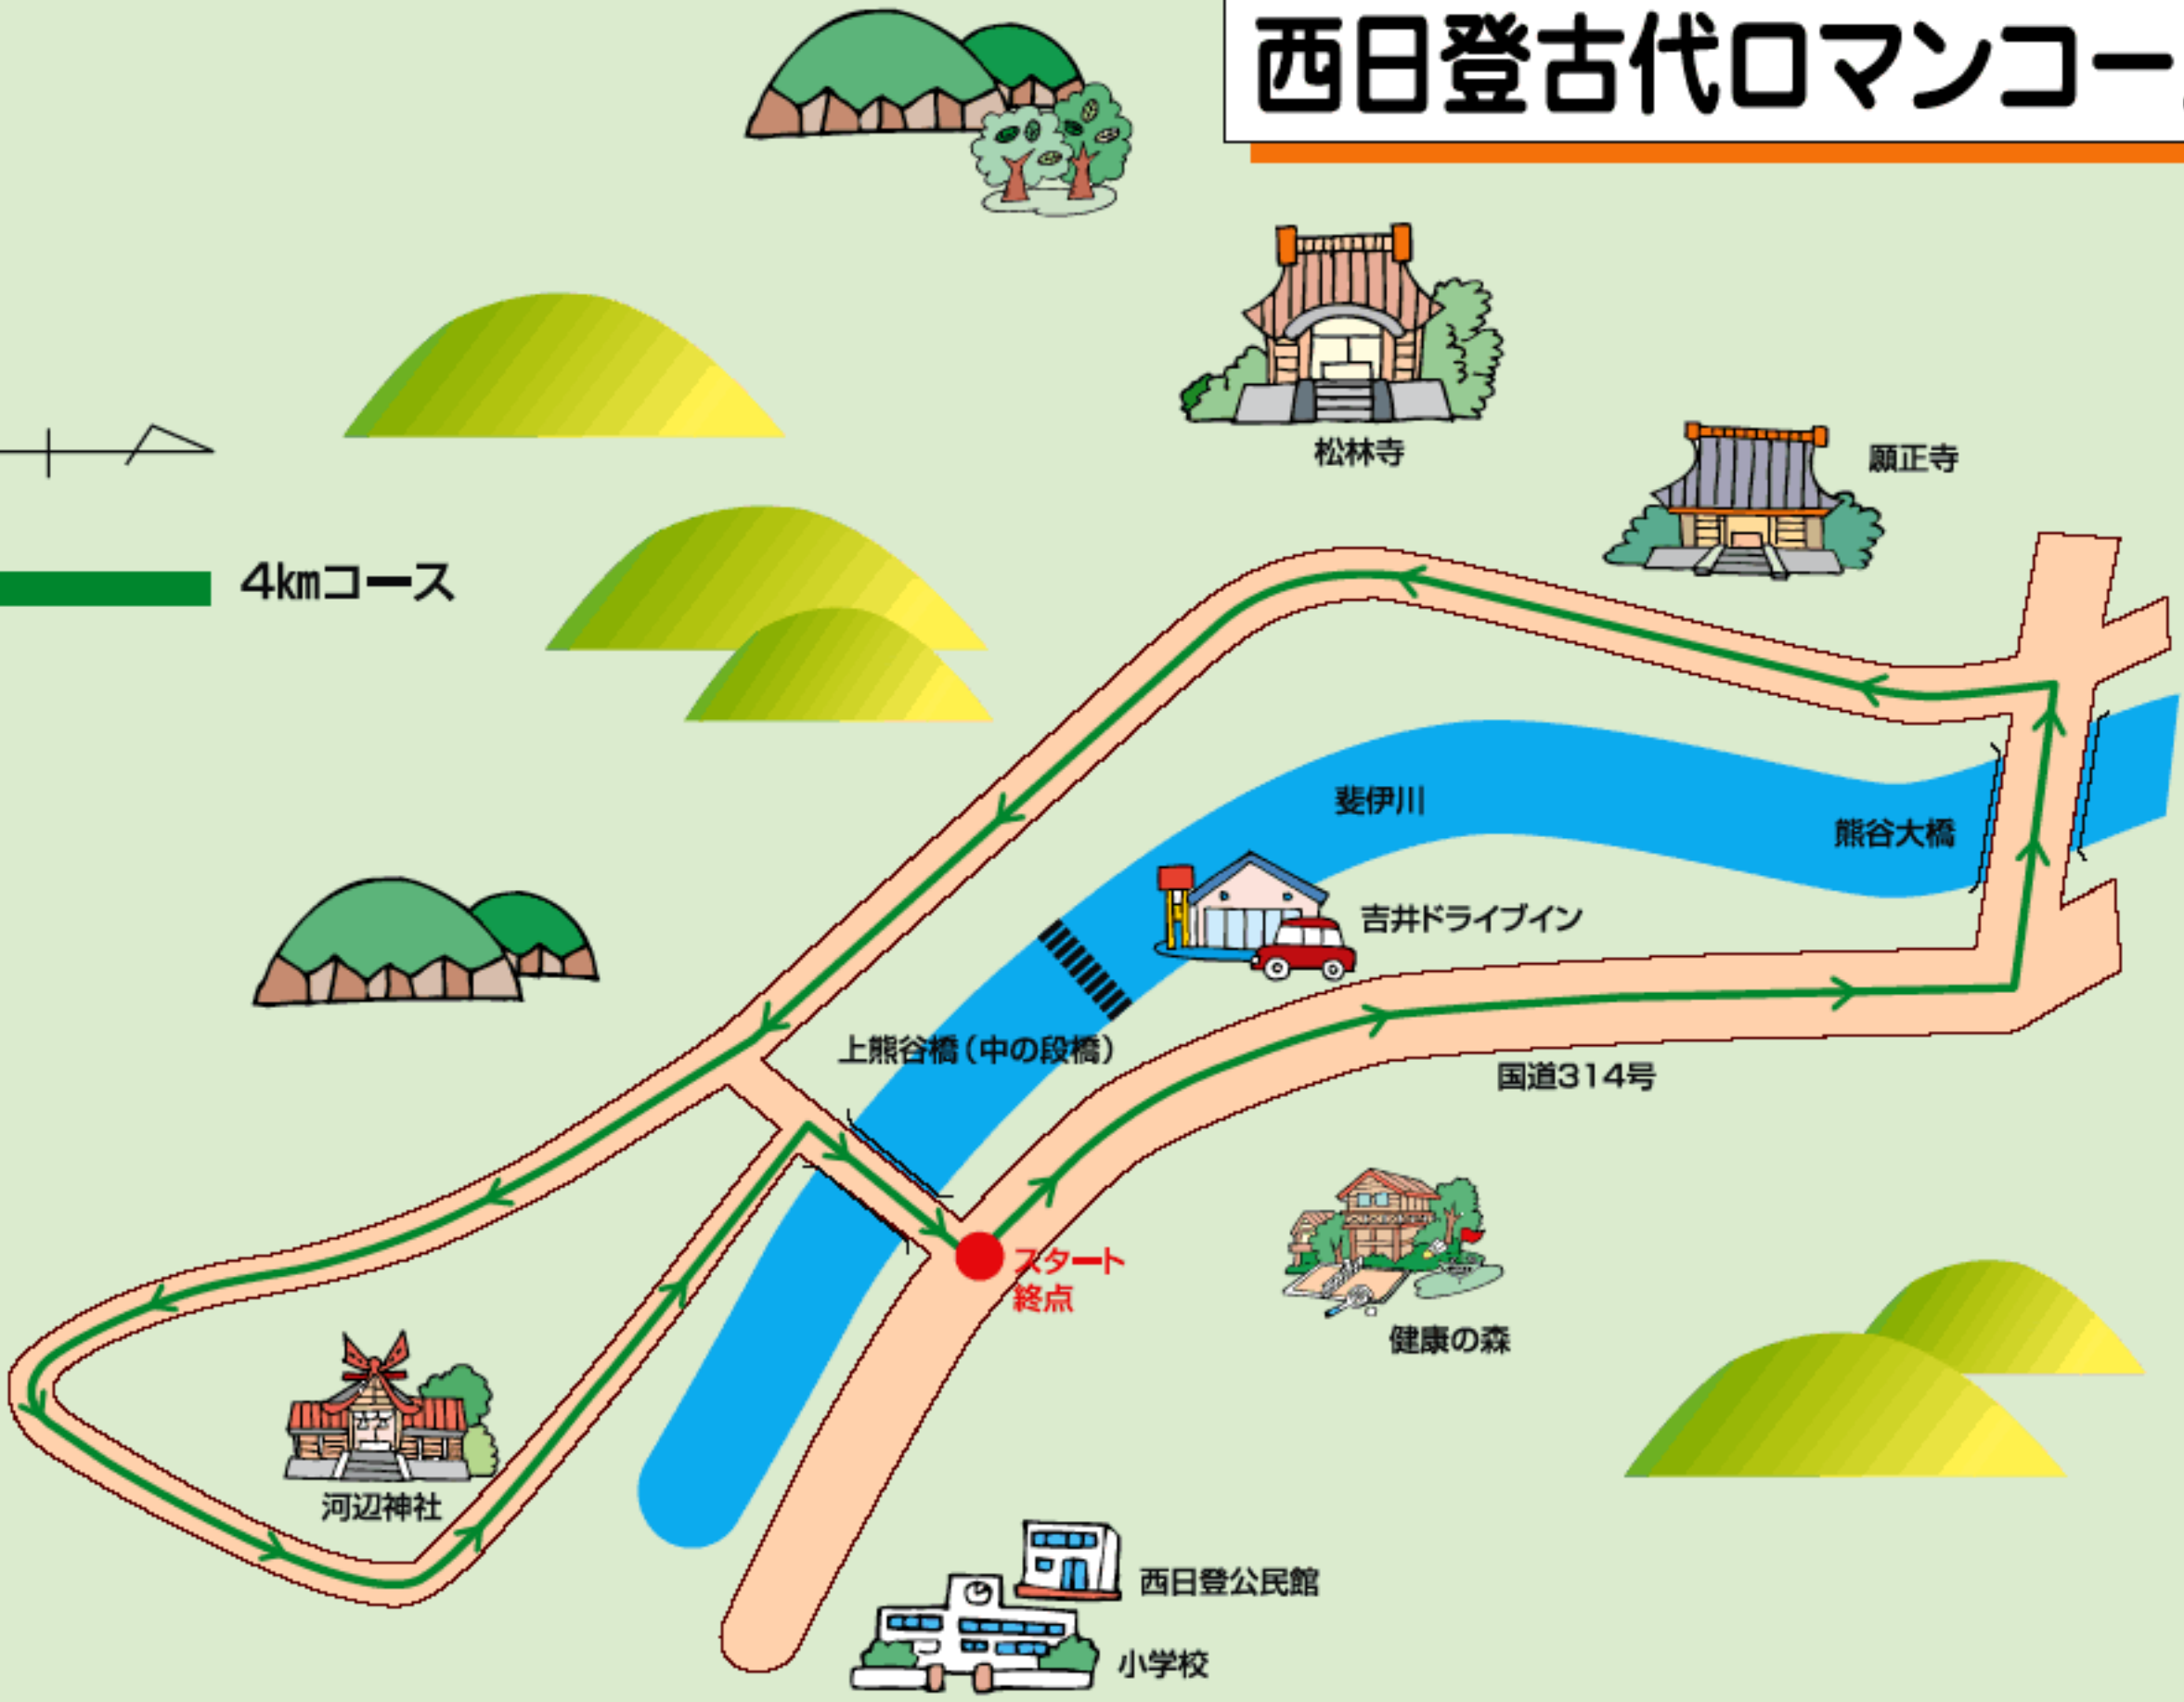 西日登古代ロマンコー
松林寺
願正寺
4kmコース
斐伊川
熊谷大橋
吉井ドライブイン
上熊谷橋(中の段橋)
国道314号
スタート
終点
健康の森
河辺神社
西日登公民館
小学校